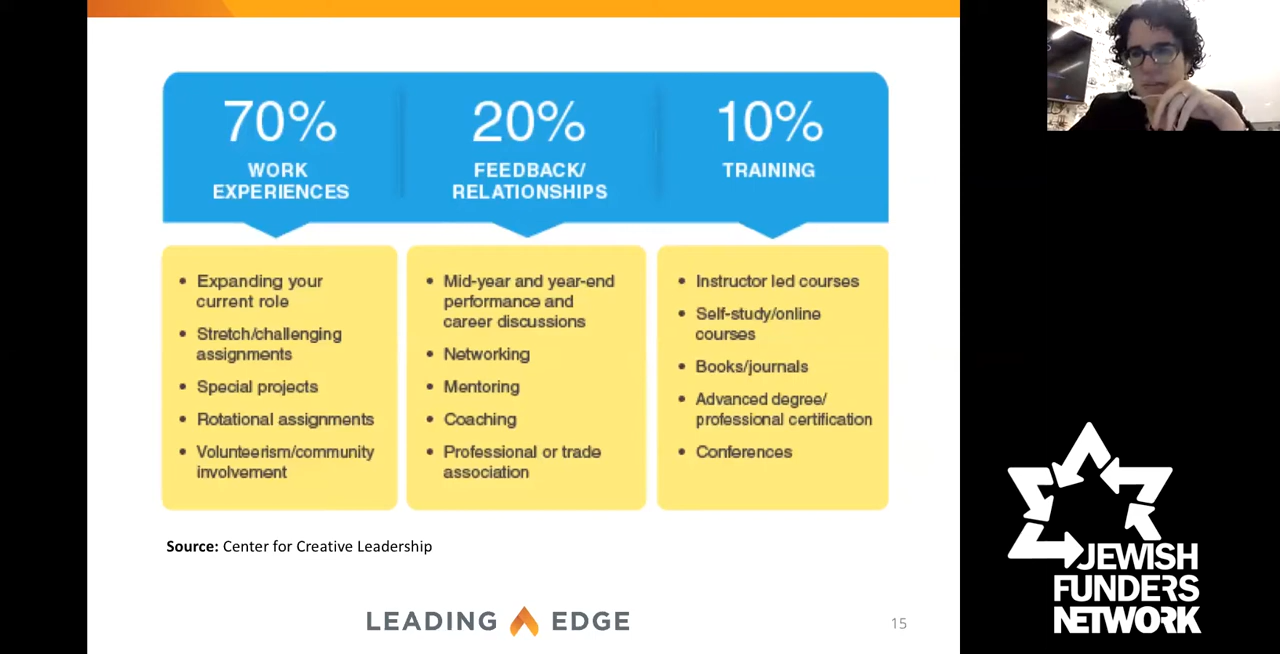 70%
WORK
EXPERIENCES
20%
FEEDBACK/
RELATIONSHIPS
10%
TRAINING
• Expanding your
current role
• Stretch/challenging
assignments
• Special projects
• Rotational assignments
• Volunteerism/community
involvement
• Mid-year and year-end
performance and
career discussions
• Networking
• Mentoring
• Coaching
• Professional or trade
association
• Instructor led courses
• Self-study/online
courses
• Books/journals
• Advanced degree/
professional certification
• Conferences
Source: Center for Creative Leadership
LEADING EDGE
15
JEWISH
FUNDERS
NETWORK